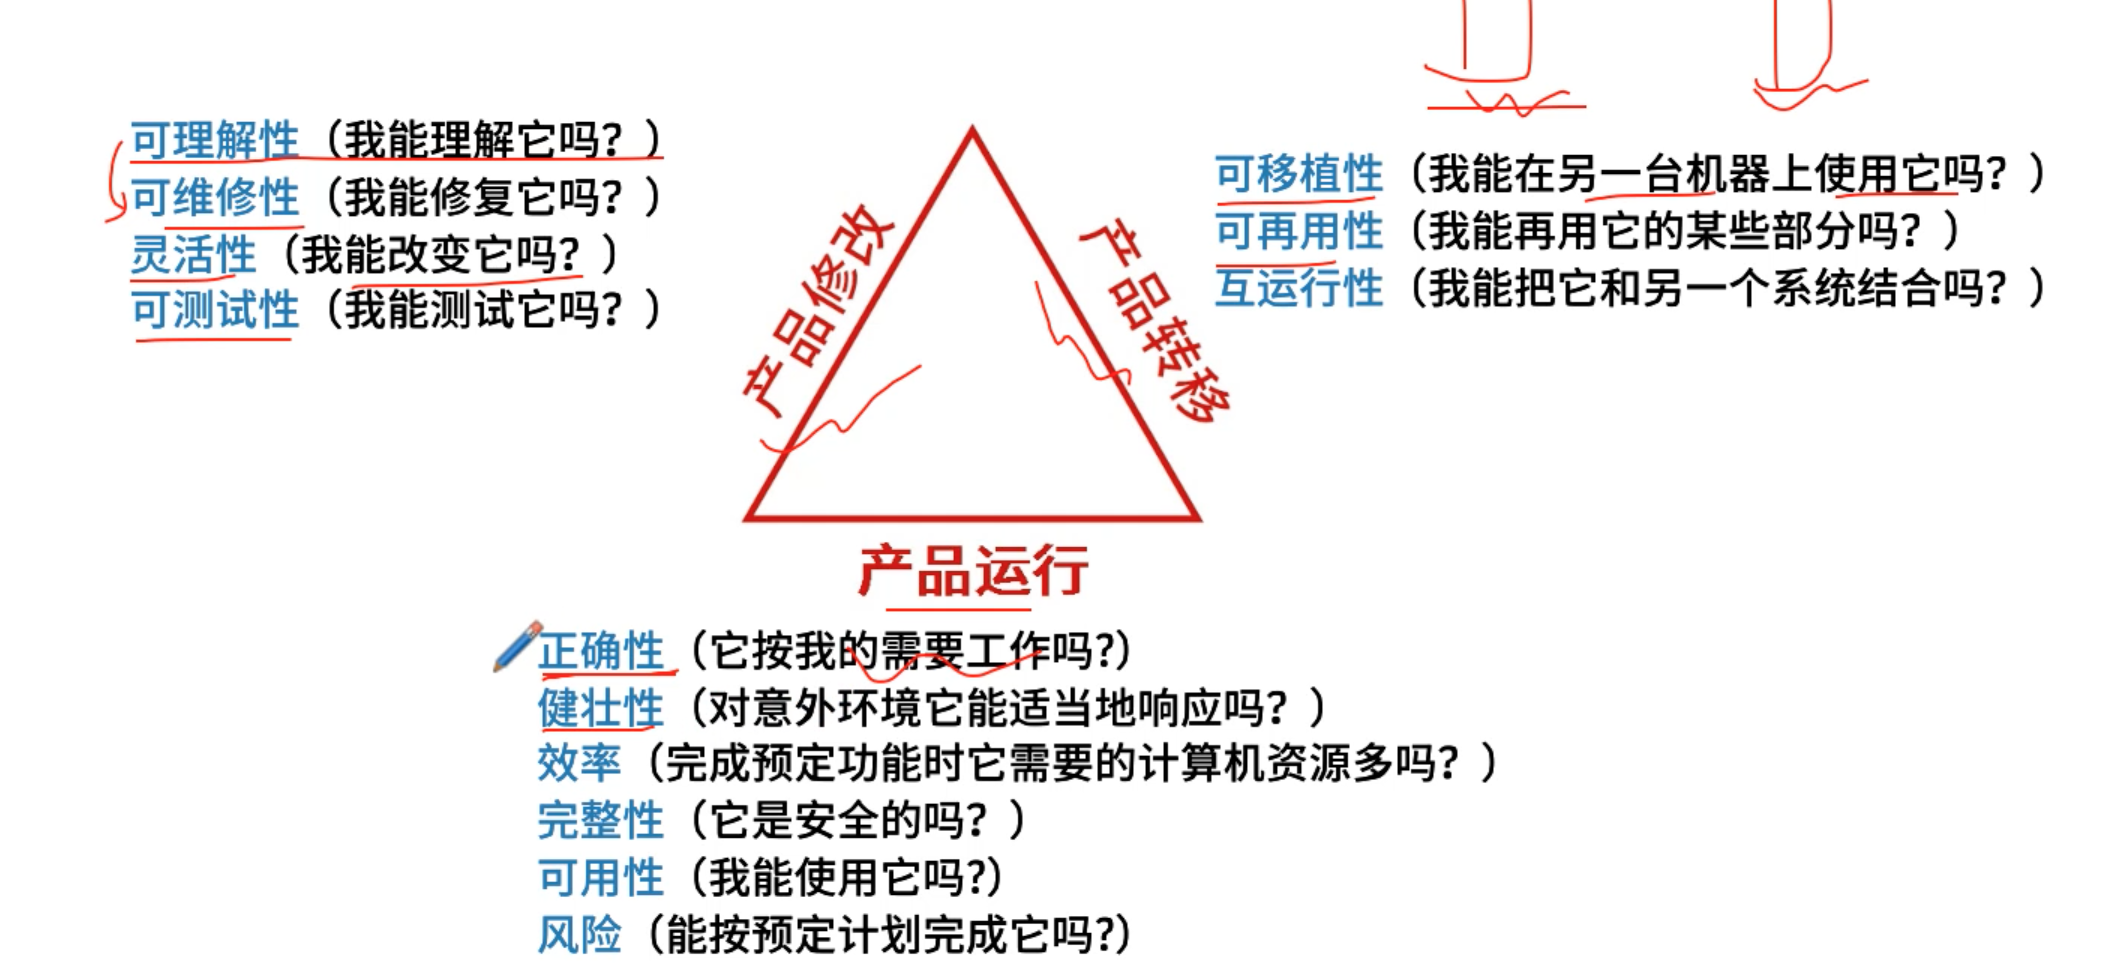 可理解性（我能理解它吗？）
可维修性（我能修复它吗？）
灵活性（我能改变它吗？）
可测试性（我能测试它吗？）
产品修改
产品转移
可移植性（我能在另一台机器上使用它吗？）
可再用性（我能再用它的某些部分吗？）
互运行性（我能把它和另一个系统结合吗？）
产品运行
正确性（它按我的需要工作吗?）
健壮性（对意外环境它能适当地响应吗？）
效率（完成预定功能时它需要的计算机资源多吗？）
完整性（它是安全的吗？）
可用性（我能使用它吗?）
风险（能按预定计划完成它吗?）